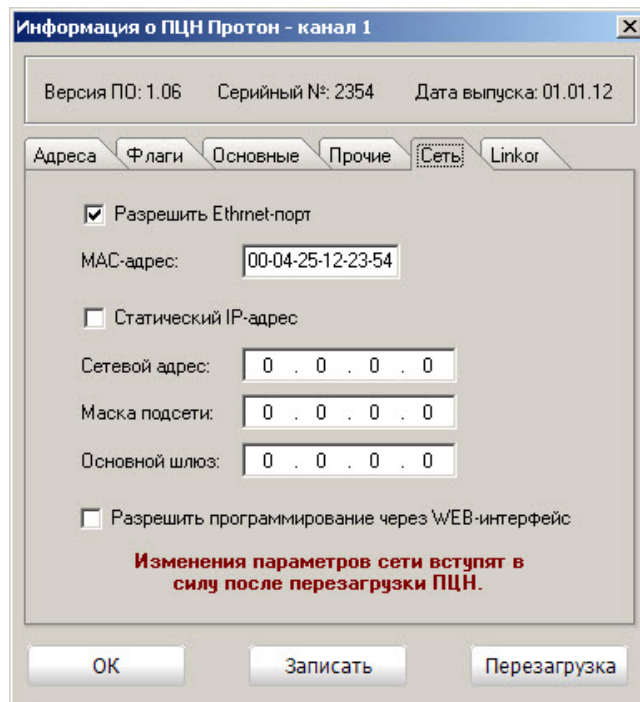 Информация о ПЦН Протон - канал 1
Версия ПО: 1.06 Серийный №: 2354 Дата выпуска: 01.01.12
Адреса Флаги Основные Прочие Сеть Linkor
Разрешить Ethrnet-порт
MAC-адрес: 00-04-25-12-23-54
Статический IP-адрес
Сетевой адрес: 0 . 0 . 0 . 0
Маска подсети: 0 . 0 . 0 . 0
Основной шлюз: 0 . 0 . 0 . 0
Разрешить программирование через WEB-интерфейс
Изменения параметров сети вступят в
силу после перезагрузки ПЦН.
ОК Записать Перезагрузка